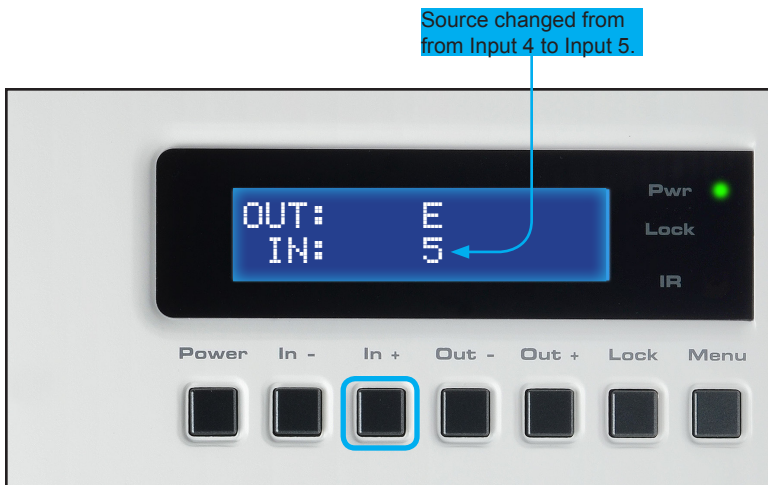 Source changed from
from Input 4 to Input 5.
OUT: E
IN: 5
Pwr
Lock
IR
Power In - In + Out - Out + Lock Menu